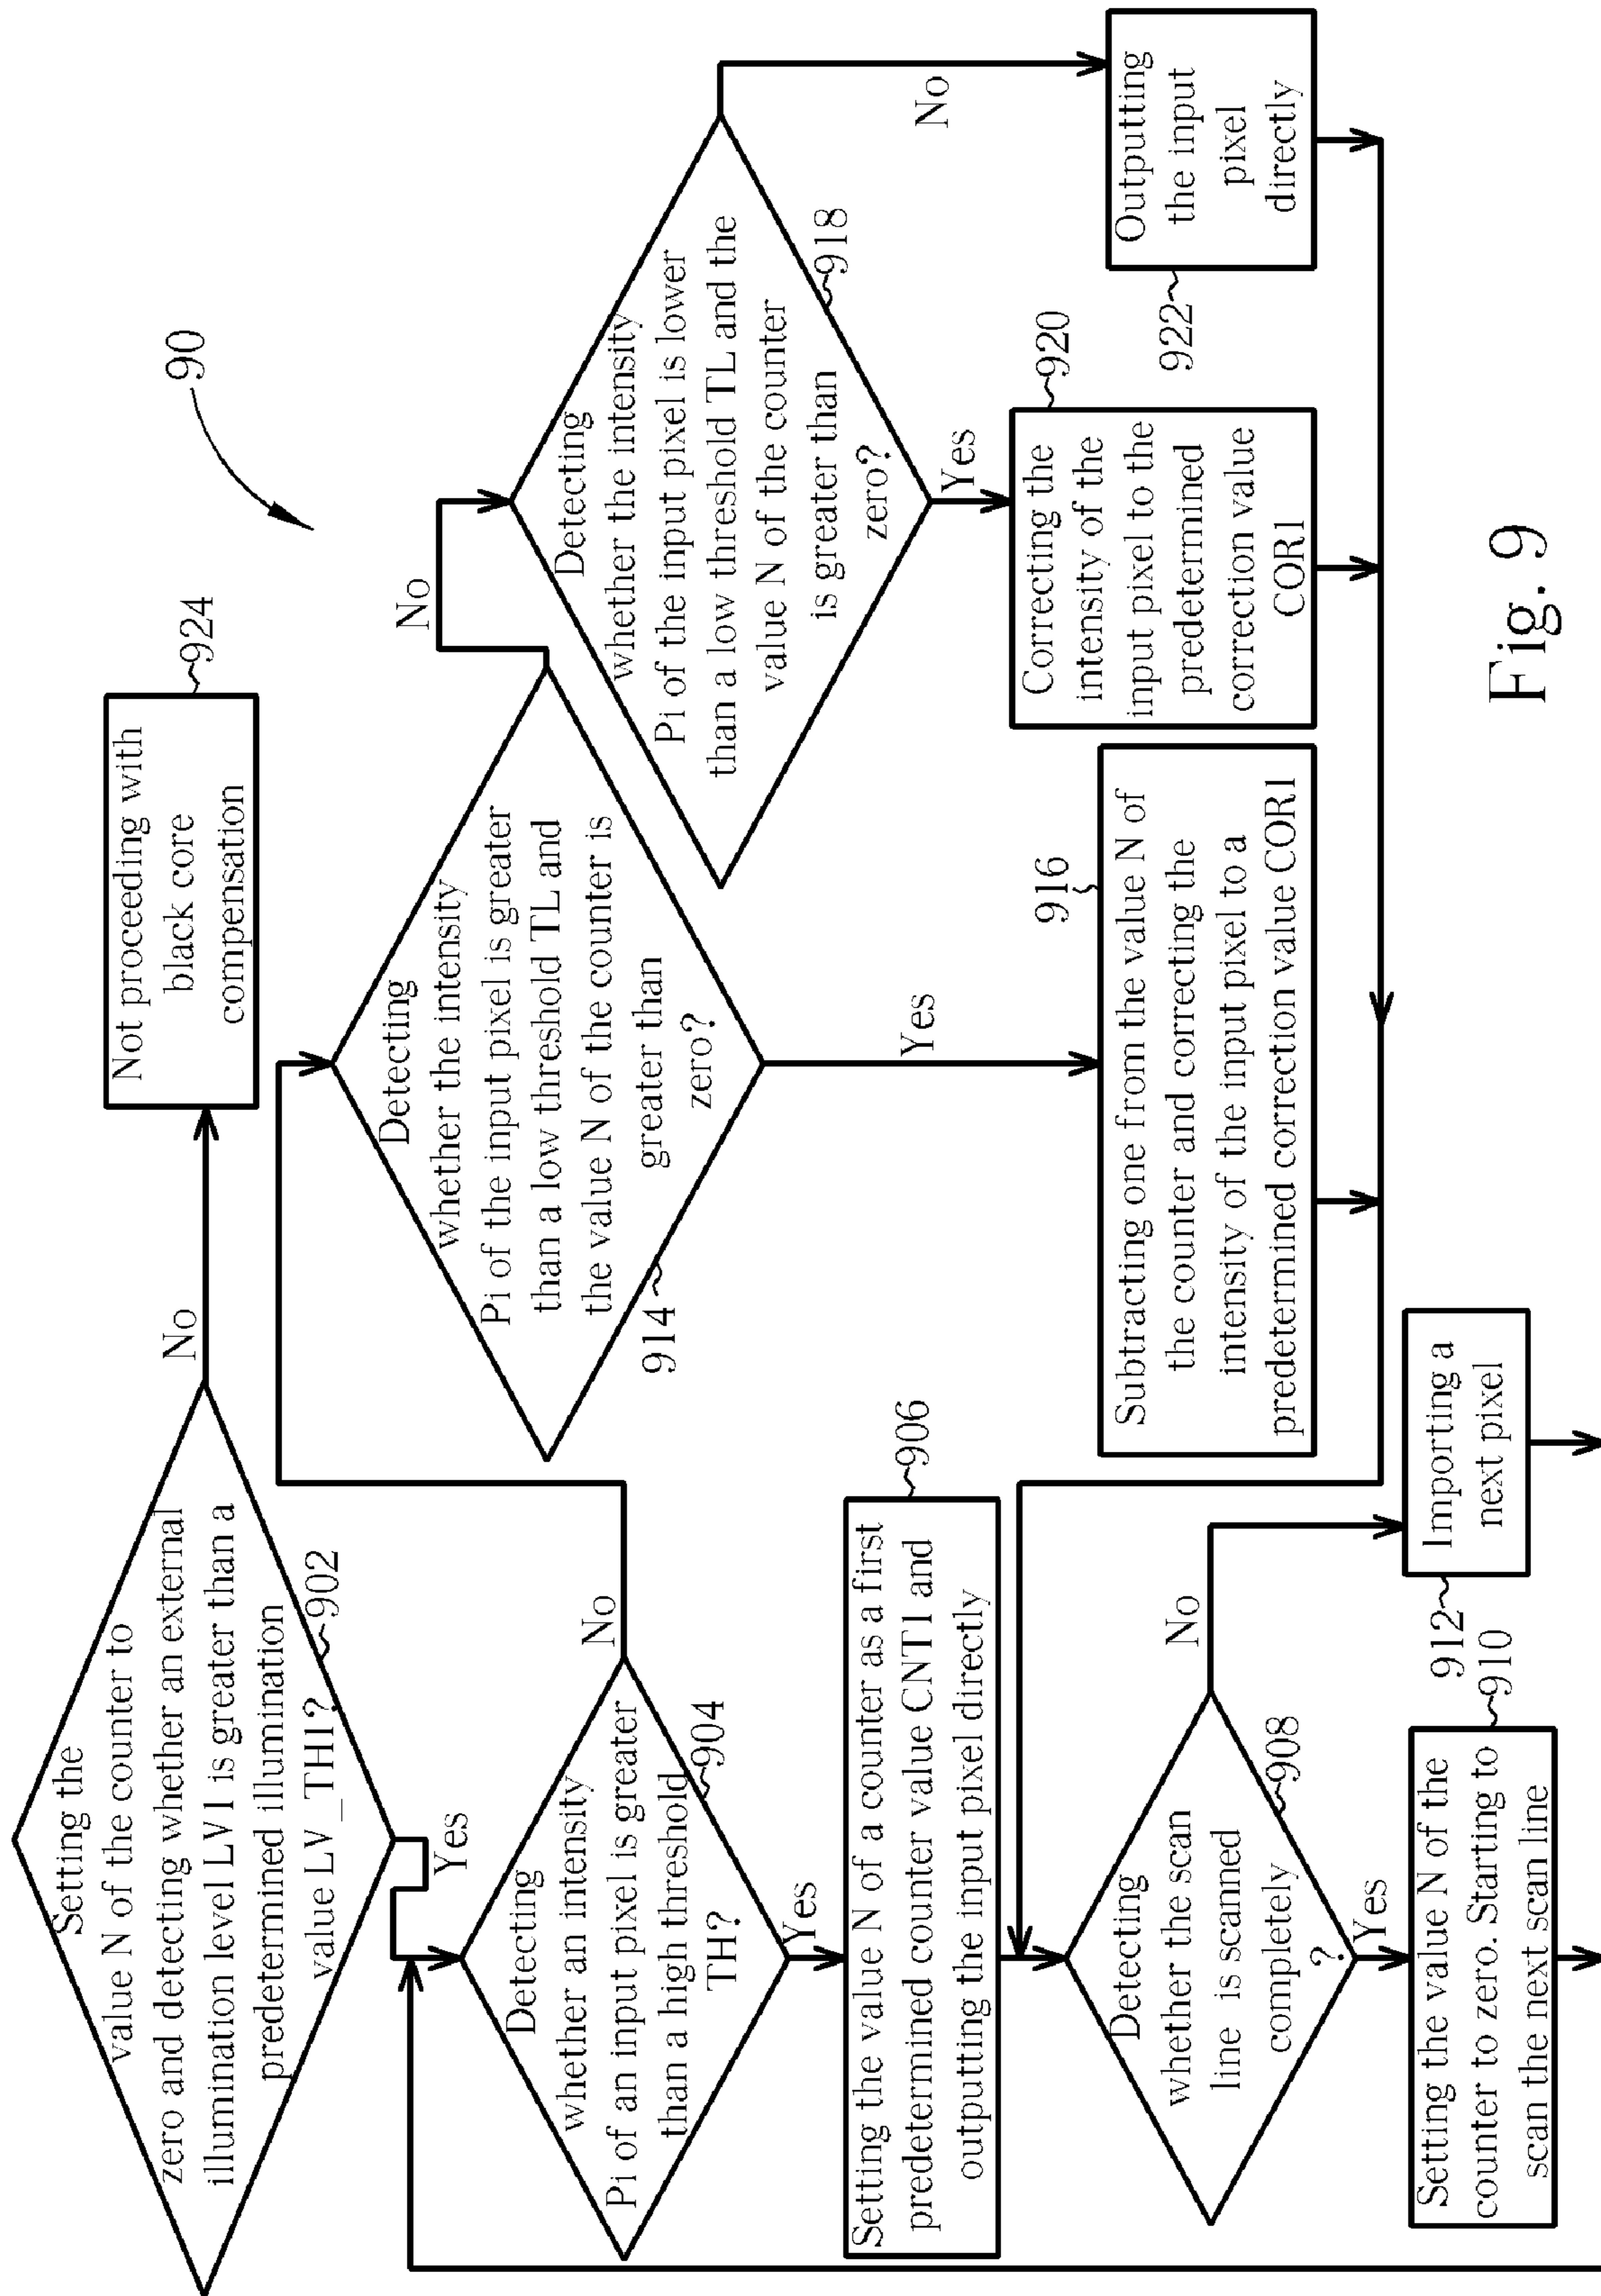 90
Setting the
value N of the counter to
zero and detecting whether an external
illumination level LV1 is greater than a
predetermined illumination
value LV_TH1?
902
No
Not proceeding with
black core
compensation
924
Yes
Detecting
whether an intensity
Pi of an input pixel is greater
than a high threshold
TH?
904
No
Yes
Setting the value N of a counter as a first
predetermined counter value CNT1 and
outputting the input pixel directly
906
Detecting
whether the scan
line is scanned
completely
?
908
No
Yes
Setting the value N of the
counter to zero. Starting to
scan the next scan line
910
Importing a
next pixel
912
Detecting
whether the intensity
Pi of the input pixel is greater
than a low threshold TL and
the value N of the counter is
greater than
zero?
914
No
Yes
Subtracting one from the value N of
the counter and correcting the
intensity of the input pixel to a
predetermined correction value COR1
916
Detecting
whether the intensity
Pi of the input pixel is lower
than a low threshold TL and the
value N of the counter
is greater than
zero?
918
No
Yes
Correcting the
intensity of the
input pixel to the
predetermined
correction value
COR1
920
Outputting
the input
pixel
directly
922
Fig. 9